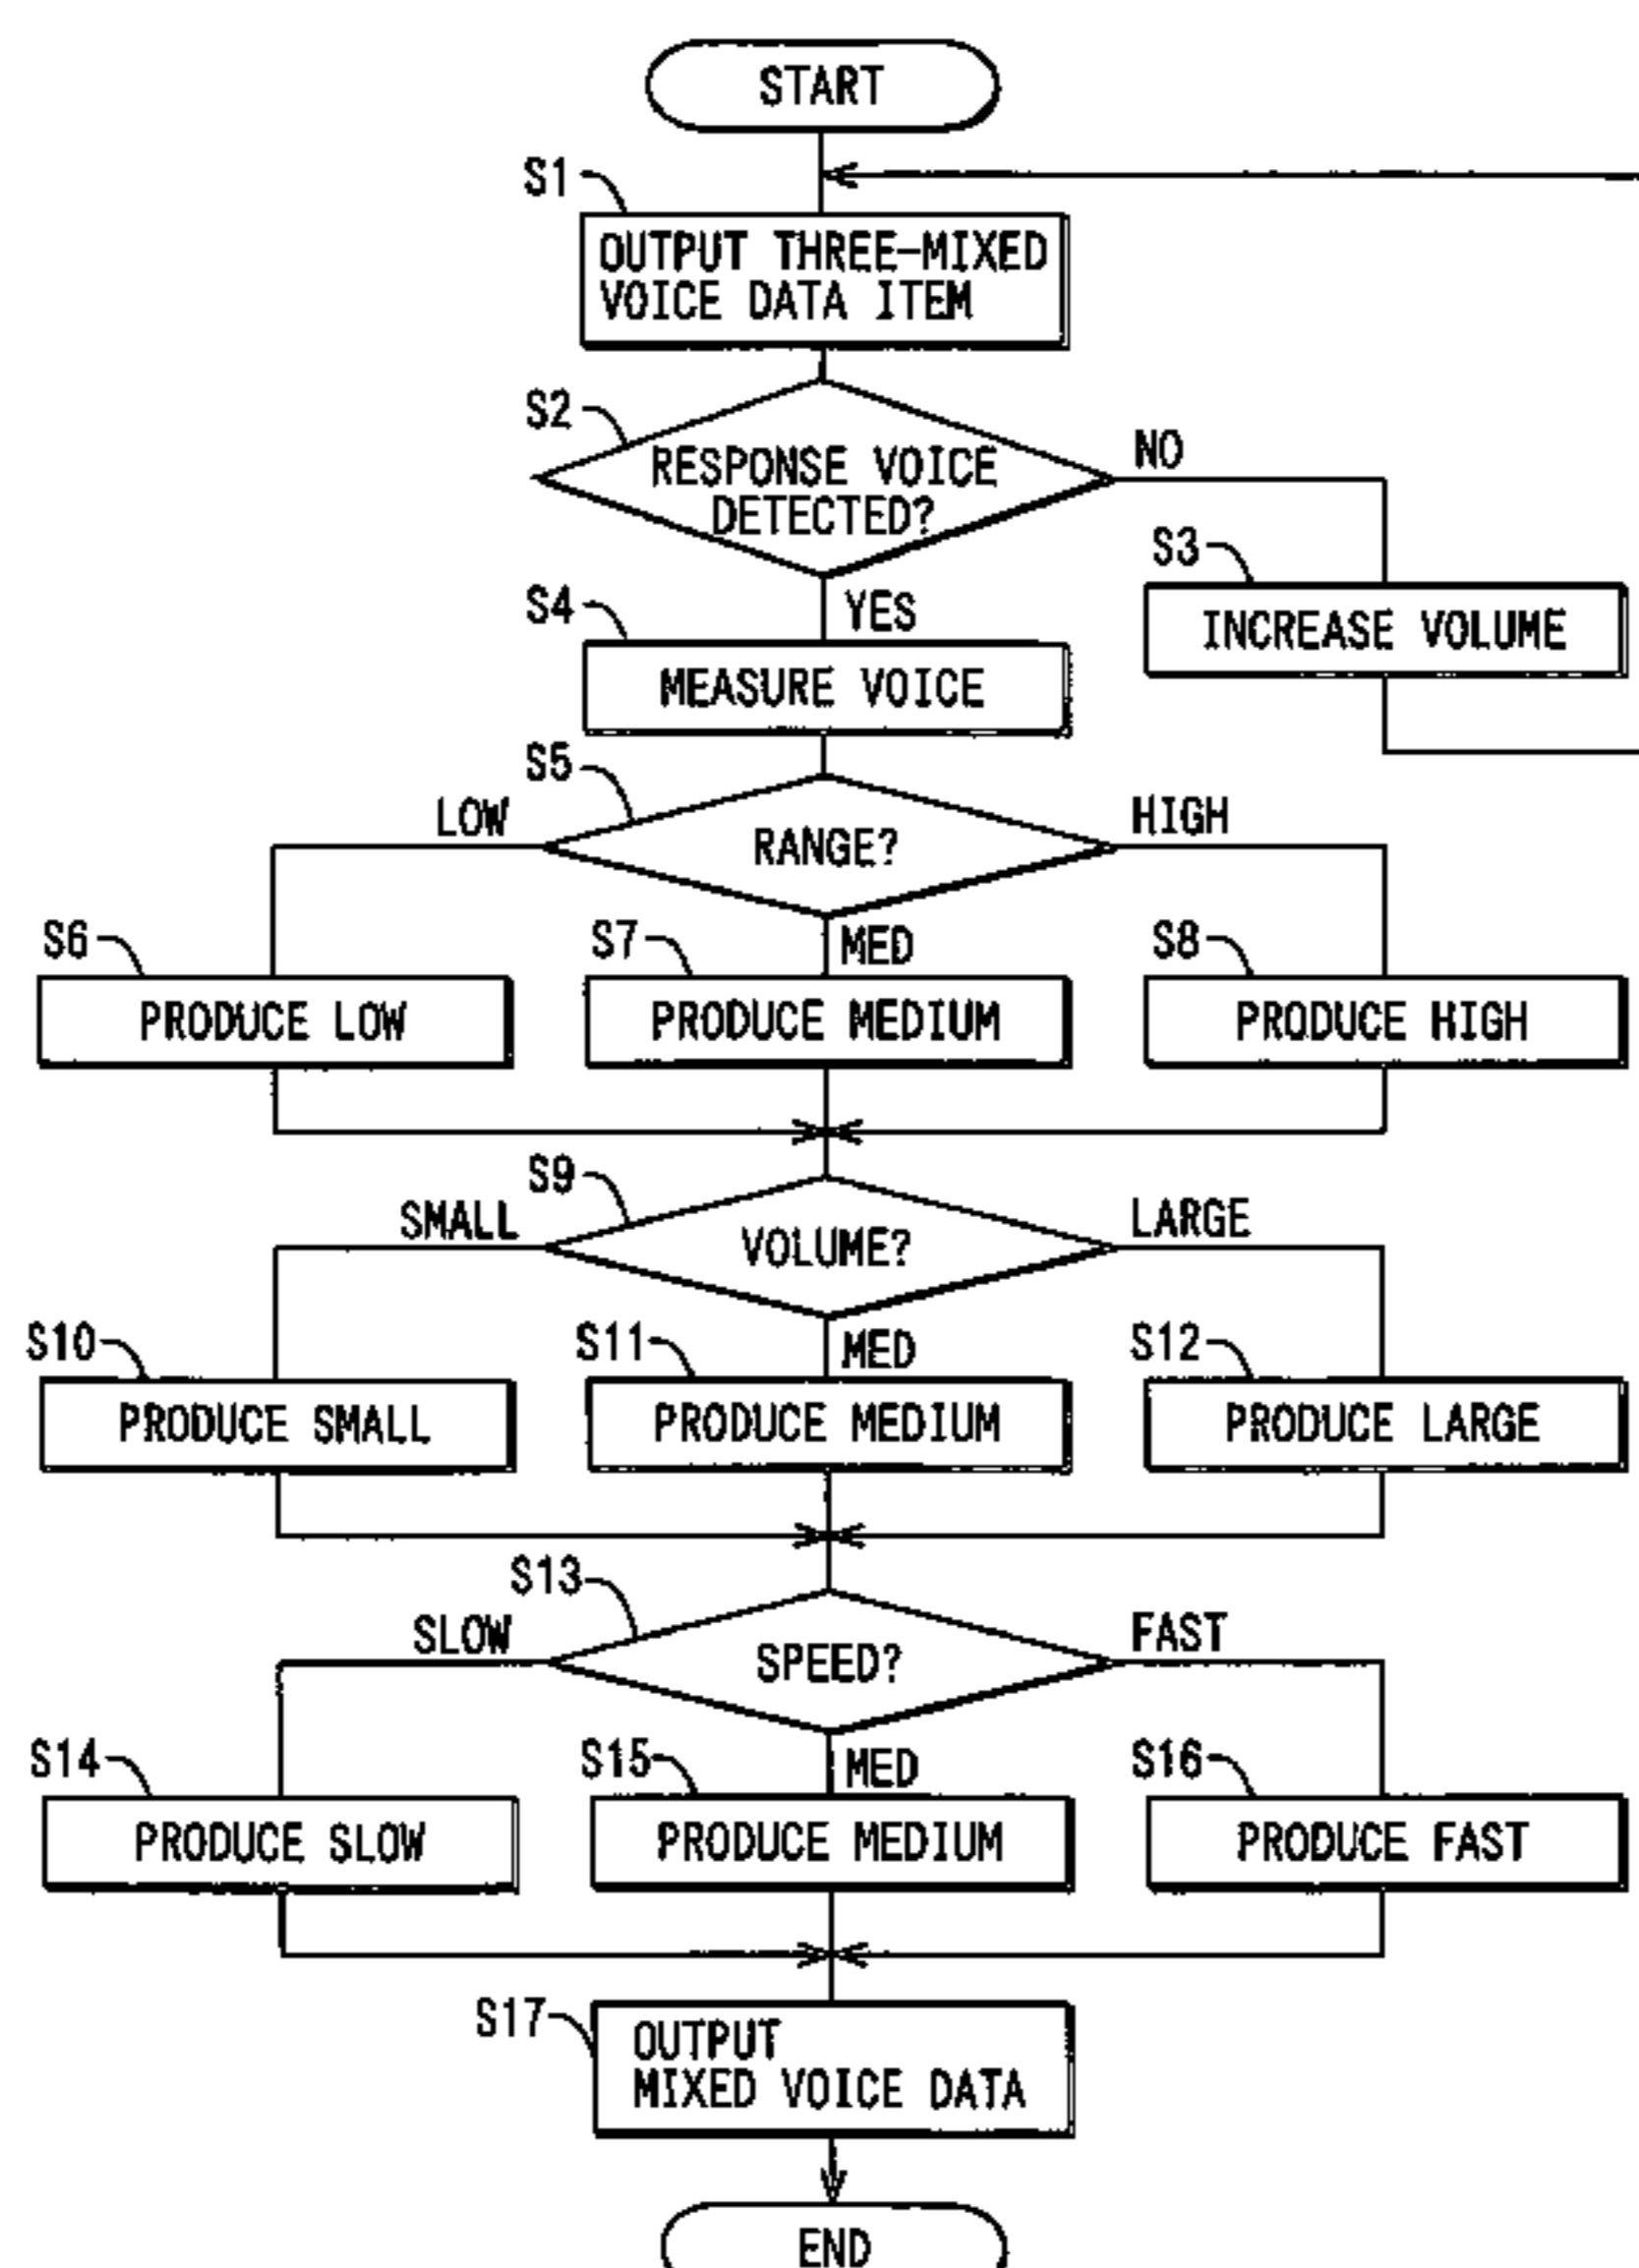 START
S1
OUTPUT THREE-MIXED
VOICE DATA ITEM
S2
RESPONSE VOICE
DETECTED?
NO
S3
INCREASE VOLUME
YES
S4
MEASURE VOICE
S5
RANGE?
LOW
HIGH
MED
S6
PRODUCE LOW
S7
PRODUCE MEDIUM
S8
PRODUCE HIGH
S9
VOLUME?
SMALL
LARGE
MED
S10
PRODUCE SMALL
S11
PRODUCE MEDIUM
S12
PRODUCE LARGE
S13
SPEED?
SLOW
FAST
MED
S14
PRODUCE SLOW
S15
PRODUCE MEDIUM
S16
PRODUCE FAST
S17
OUTPUT
MIXED VOICE DATA
END